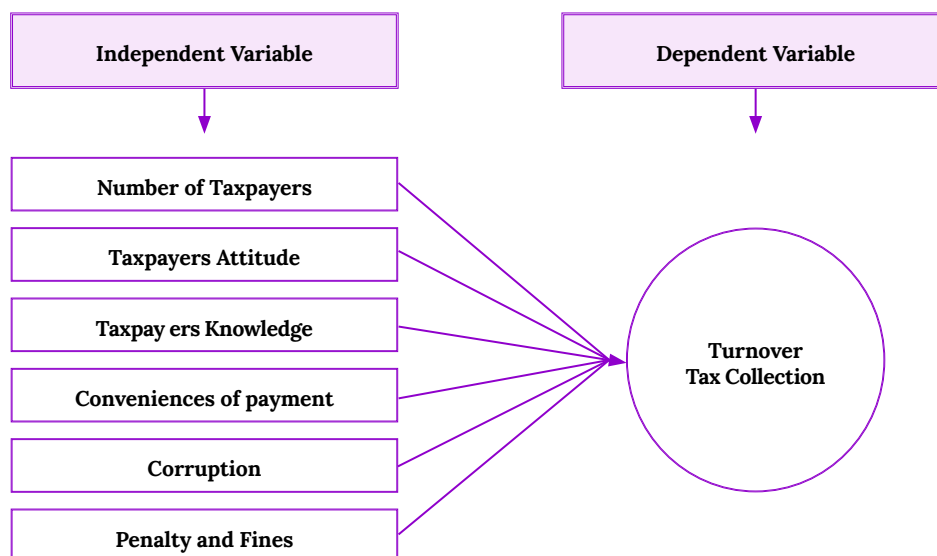 Independent Variable
Dependent Variable
Number of Taxpayers
Taxpayers Attitude
Taxpay ers Knowledge
Conveniences of payment
Corruption
Penalty and Fines
Turnover
Tax Collection